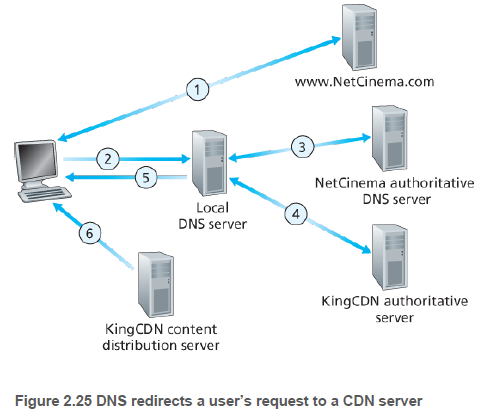 1
www.NetCinema.com
2
3
5
NetCinema authoritative
DNS server
Local
DNS server
4
6
KingCDN authoritative
server
KingCDN content
distribution server
Figure 2.25 DNS redirects a user’s request to a CDN server